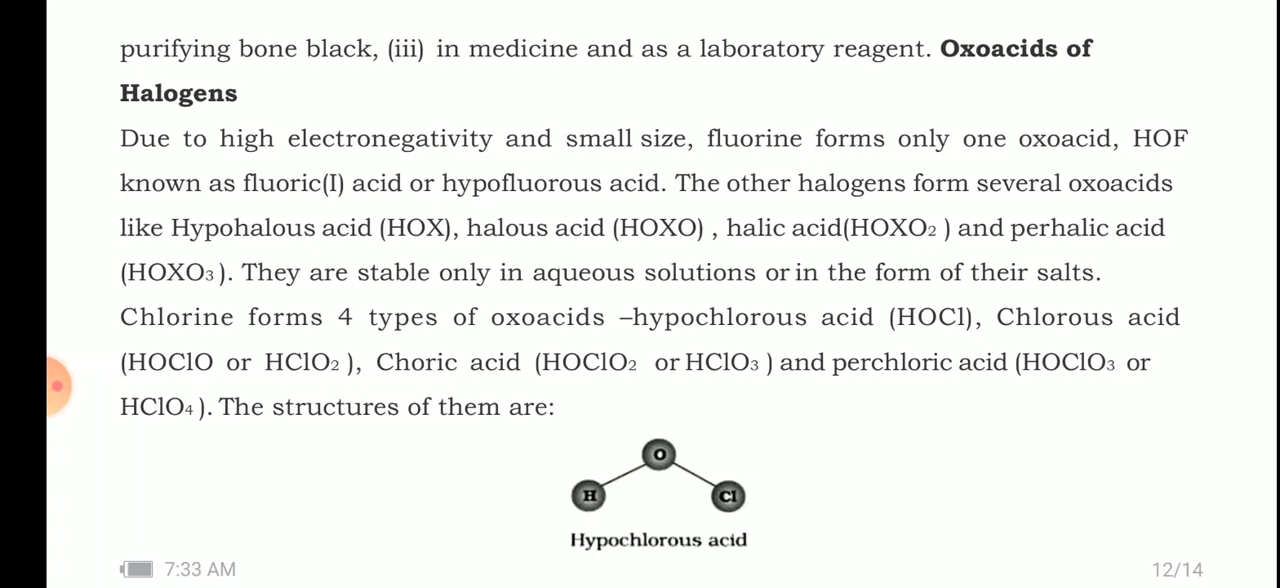 purifying bone black, (iii) in medicine and as a laboratory reagent. Oxoacids of
Halogens
Due to high electronegativity and small size, fluorine forms only one oxoacid, HOF
known as fluoric(I) acid or hypofluorous acid. The other halogens form several oxoacids
like Hypohalous acid (HOX), halous acid (HOXO) , halic acid(HOXO₂ ) and perhalic acid
(HOXO₃ ). They are stable only in aqueous solutions or in the form of their salts.
Chlorine forms 4 types of oxoacids –hypochlorous acid (HOCl), Chlorous acid
(HOClO or HClO₂ ), Choric acid (HOClO₂ or HClO₃ ) and perchloric acid (HOClO₃ or
HClO₄ ). The structures of them are:
O
H Cl
Hypochlorous acid
7:33 AM 12/14